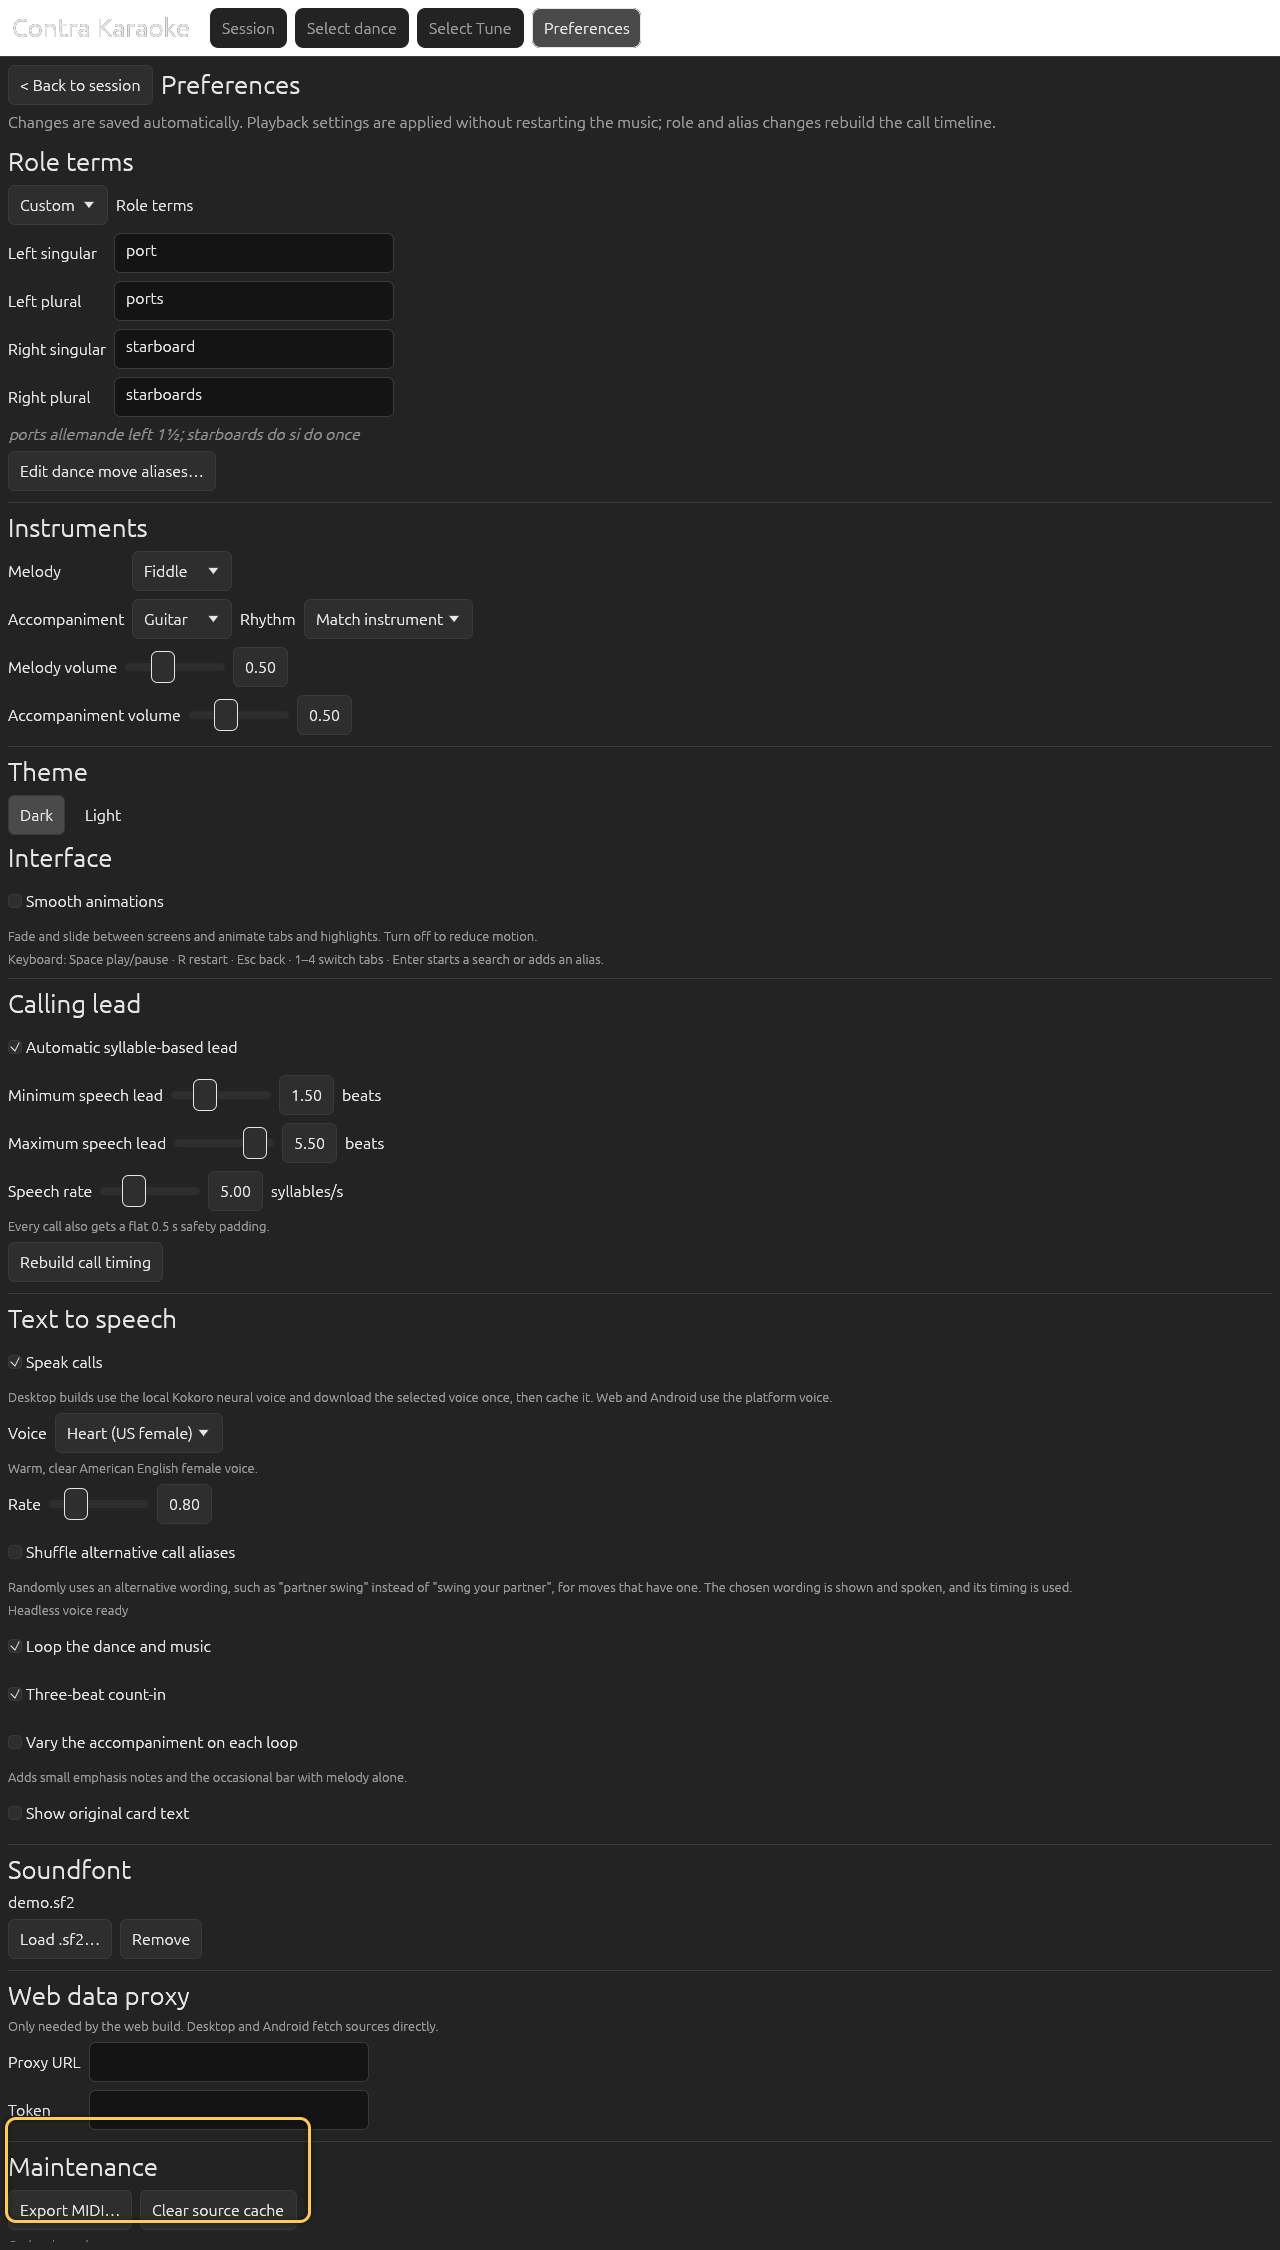 Contra Karaoke Session Select dance Select Tune Preferences
< Back to session Preferences
Changes are saved automatically. Playback settings are applied without restarting the music; role and alias changes rebuild the call timeline.
Role terms
Custom Role terms
Left singular port
Left plural ports
Right singular starboard
Right plural starboards
ports allemande left 1½; starboards do si do once
Edit dance move aliases…
Instruments
Melody Fiddle
Accompaniment Guitar Rhythm Match instrument
Melody volume 0.50
Accompaniment volume 0.50
Theme
Dark Light
Interface
Smooth animations
Fade and slide between screens and animate tabs and highlights. Turn off to reduce motion.
Keyboard: Space play/pause · R restart · Esc back · 1–4 switch tabs · Enter starts a search or adds an alias.
Calling lead
Automatic syllable-based lead
Minimum speech lead 1.50 beats
Maximum speech lead 5.50 beats
Speech rate 5.00 syllables/s
Every call also gets a flat 0.5 s safety padding.
Rebuild call timing
Text to speech
Speak calls
Desktop builds use the local Kokoro neural voice and download the selected voice once, then cache it. Web and Android use the platform voice.
Voice Heart (US female)
Warm, clear American English female voice.
Rate 0.80
Shuffle alternative call aliases
Randomly uses an alternative wording, such as "partner swing" instead of "swing your partner", for moves that have one. The chosen wording is shown and spoken, and its timing is used.
Headless voice ready
Loop the dance and music
Three-beat count-in
Vary the accompaniment on each loop
Adds small emphasis notes and the occasional bar with melody alone.
Show original card text
Soundfont
demo.sf2
Load .sf2… Remove
Web data proxy
Only needed by the web build. Desktop and Android fetch sources directly.
Proxy URL
Token
Maintenance
Export MIDI… Clear source cache